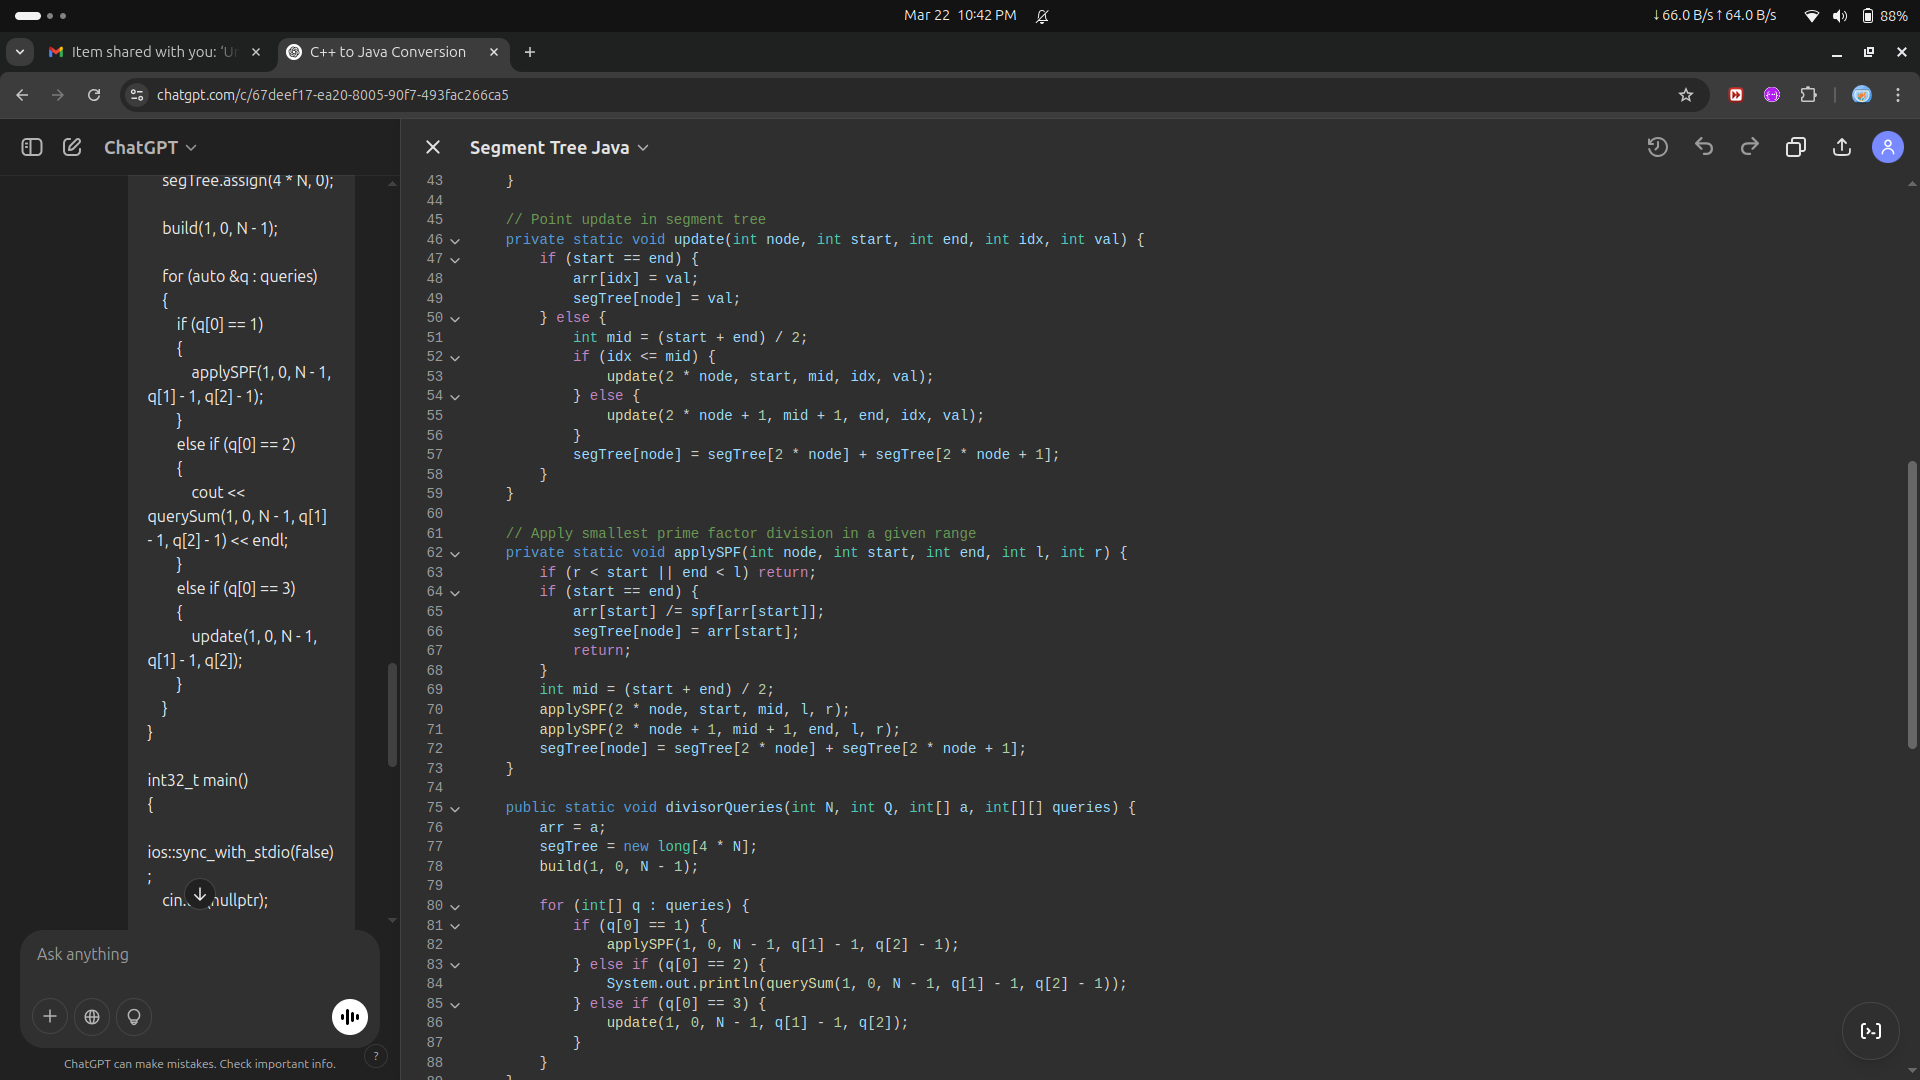 Mar 22 10:42 PM
↓66.0 B/s↑64.0 B/s
88%
Item shared with you: ‘Ur
C++ to Java Conversion
chatgpt.com/c/67deef17-ea20-8005-90f7-493fac266ca5
ChatGPT
segTree.assign(4 * N, 0);
build(1, 0, N - 1);
for (auto &q : queries)
{
if (q[0] == 1)
{
applySPF(1, 0, N - 1,
q[1] - 1, q[2] - 1);
}
else if (q[0] == 2)
{
cout <<
querySum(1, 0, N - 1, q[1]
- 1, q[2] - 1) << endl;
}
else if (q[0] == 3)
{
update(1, 0, N - 1,
q[1] - 1, q[2]);
}
}
}
int32_t main()
{
ios::sync_with_stdio(false)
;
cin. (nullptr);
Ask anything
ChatGPT can make mistakes. Check important info.
?
Segment Tree Java
43 }
44
45 // Point update in segment tree
46 private static void update(int node, int start, int end, int idx, int val) {
47 if (start == end) {
48 arr[idx] = val;
49 segTree[node] = val;
50 } else {
51 int mid = (start + end) / 2;
52 if (idx <= mid) {
53 update(2 * node, start, mid, idx, val);
54 } else {
55 update(2 * node + 1, mid + 1, end, idx, val);
56 }
57 segTree[node] = segTree[2 * node] + segTree[2 * node + 1];
58 }
59 }
60
61 // Apply smallest prime factor division in a given range
62 private static void applySPF(int node, int start, int end, int l, int r) {
63 if (r < start || end < l) return;
64 if (start == end) {
65 arr[start] /= spf[arr[start]];
66 segTree[node] = arr[start];
67 return;
68 }
69 int mid = (start + end) / 2;
70 applySPF(2 * node, start, mid, l, r);
71 applySPF(2 * node + 1, mid + 1, end, l, r);
72 segTree[node] = segTree[2 * node] + segTree[2 * node + 1];
73 }
74
75 public static void divisorQueries(int N, int Q, int[] a, int[][] queries) {
76 arr = a;
77 segTree = new long[4 * N];
78 build(1, 0, N - 1);
79
80 for (int[] q : queries) {
81 if (q[0] == 1) {
82 applySPF(1, 0, N - 1, q[1] - 1, q[2] - 1);
83 } else if (q[0] == 2) {
84 System.out.println(querySum(1, 0, N - 1, q[1] - 1, q[2] - 1));
85 } else if (q[0] == 3) {
86 update(1, 0, N - 1, q[1] - 1, q[2]);
87 }
88 }